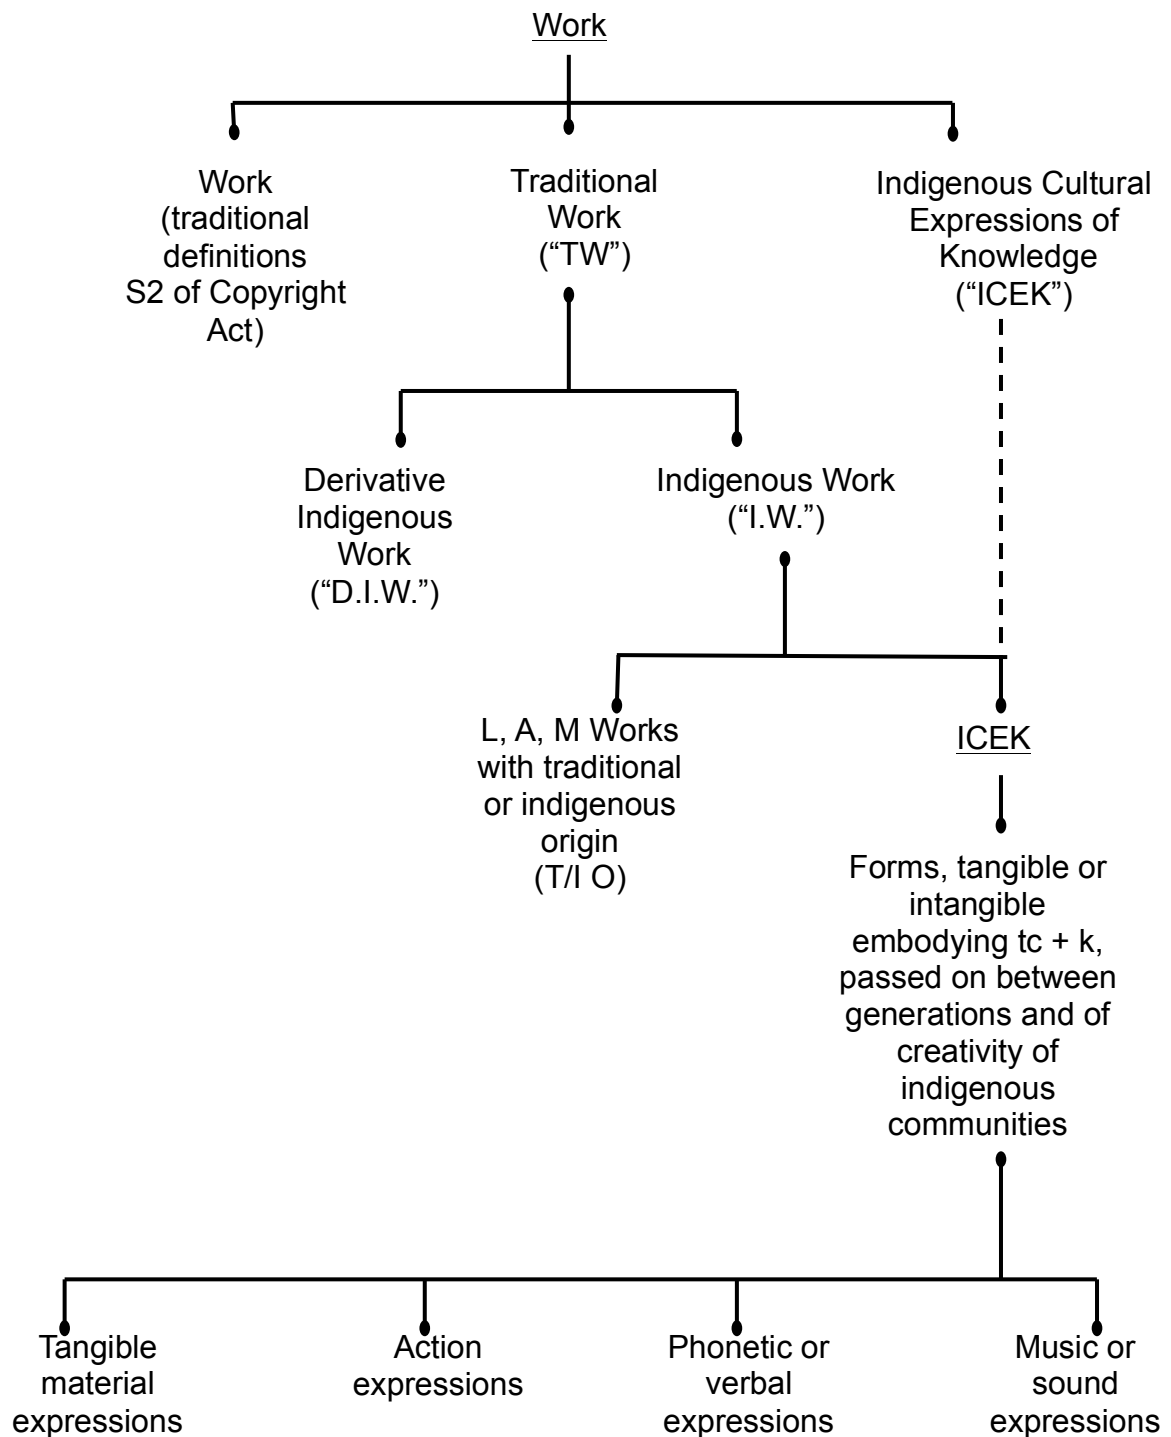 Work
Work
(traditional
definitions
S2 of Copyright
Act)
Traditional
Work
(“TW”)
Indigenous Cultural
Expressions of
Knowledge
(“ICEK”)
Derivative
Indigenous
Work
(“D.I.W.”)
Indigenous Work
(“I.W.”)
L, A, M Works
with traditional
or indigenous
origin
(T/I O)
ICEK
Forms, tangible or
intangible
embodying tc + k,
passed on between
generations and of
creativity of
indigenous
communities
Tangible
material
expressions
Action
expressions
Phonetic or
verbal
expressions
Music or
sound
expressions